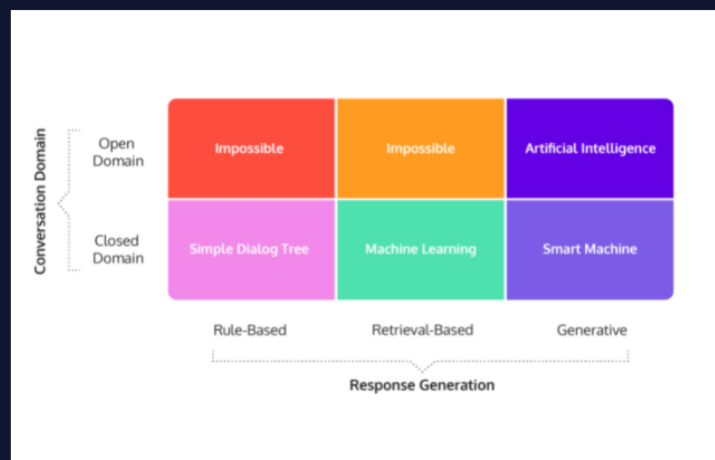 Conversation Domain
Open
Domain
Impossible
Impossible
Artificial Intelligence
Closed
Domain
Simple Dialog Tree
Machine Learning
Smart Machine
Rule-Based
Retrieval-Based
Generative
Response Generation